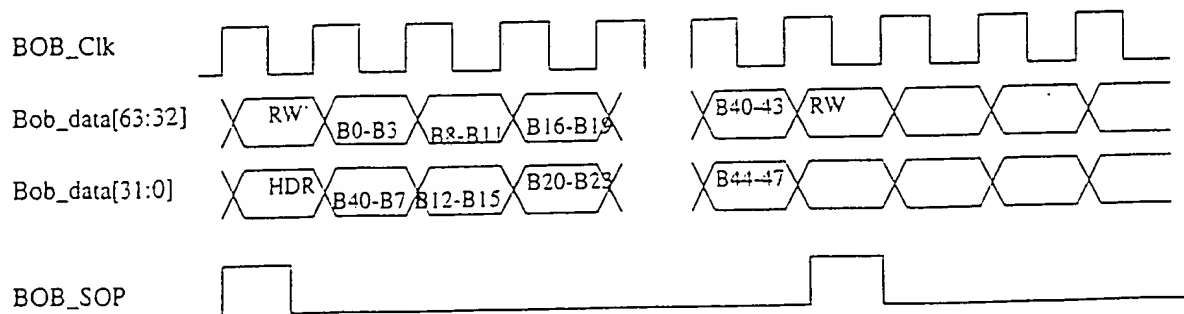 BOB_Clk
Bob_data[63:32] RW B0-B3 B8-B11 B16-B19 B40-43 RW
Bob_data[31:0] HDR B40-B7 B12-B15 B20-B23 B44-47
BOB_SOP